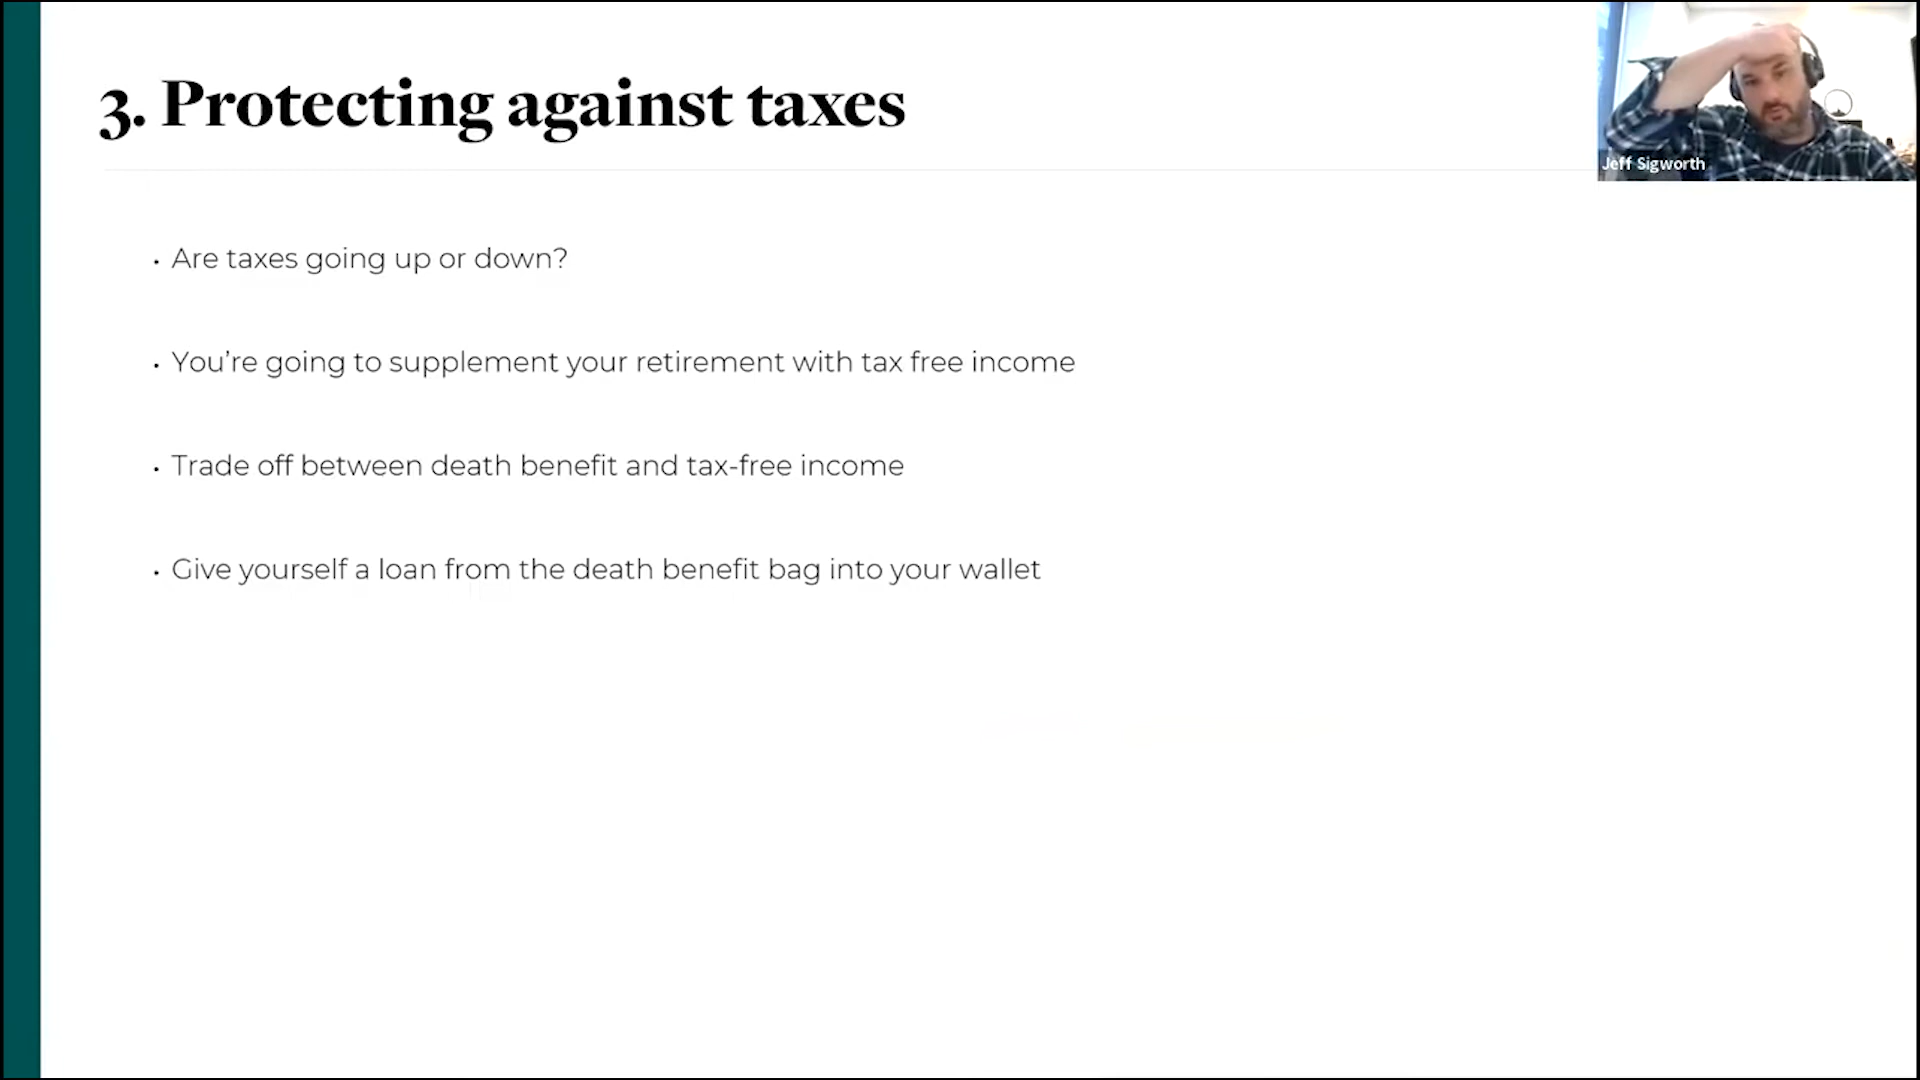 3. Protecting against taxes
Jeff Sigworth
• Are taxes going up or down?
• You’re going to supplement your retirement with tax free income
• Trade off between death benefit and tax-free income
• Give yourself a loan from the death benefit bag into your wallet